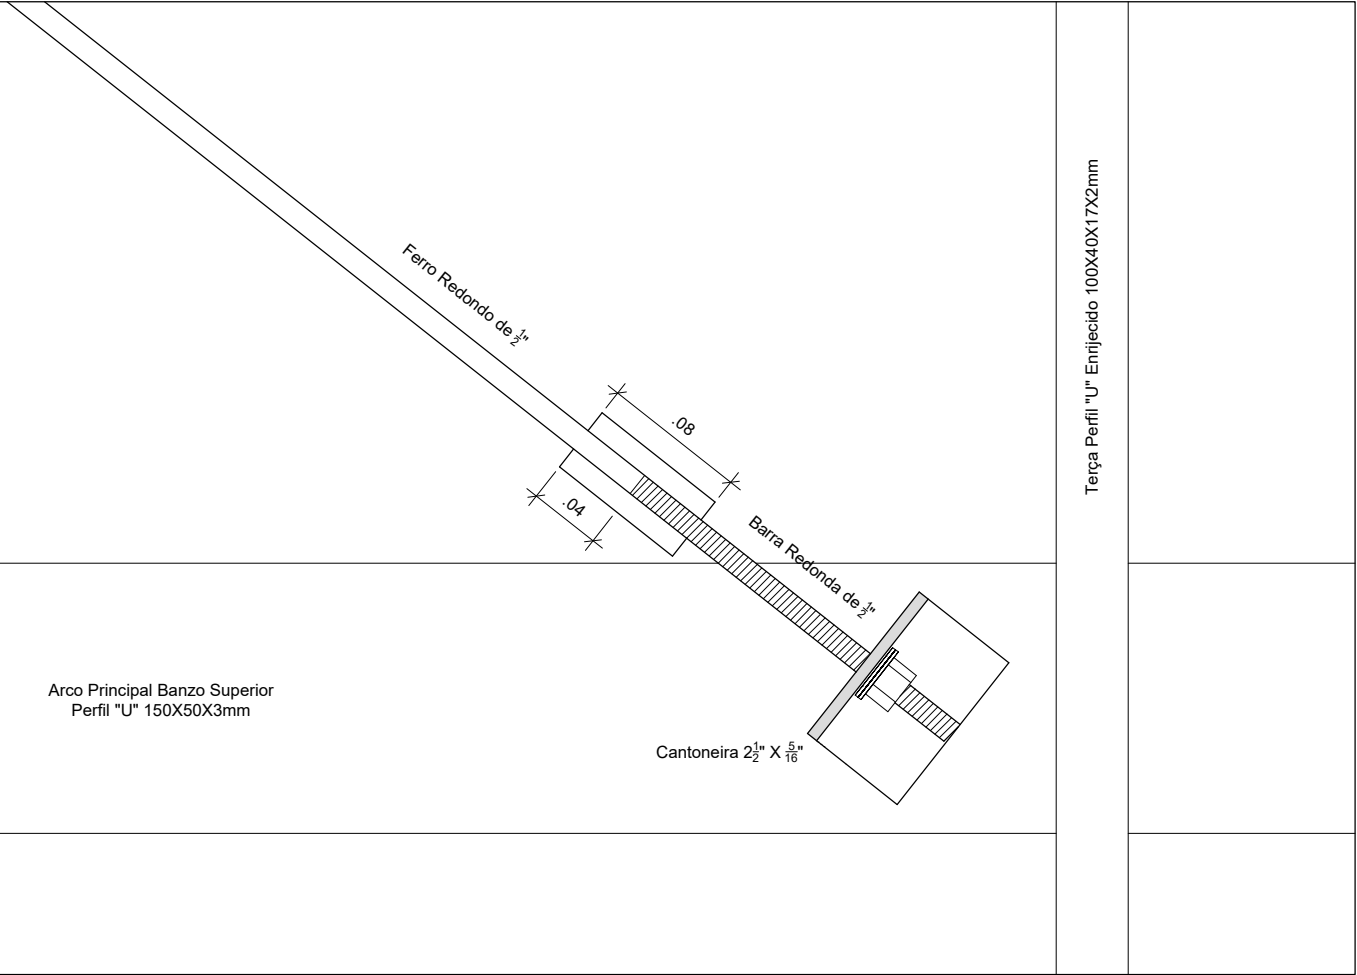 Ferro Redondo de 1/2"
Terça Perfil "U" Enrijecido 100X40X17X2mm
.08
.04
Barra Redonda de 1/2"
Arco Principal Banzo Superior
Perfil "U" 150X50X3mm
Cantoneira 2 1/2" X 5/16"